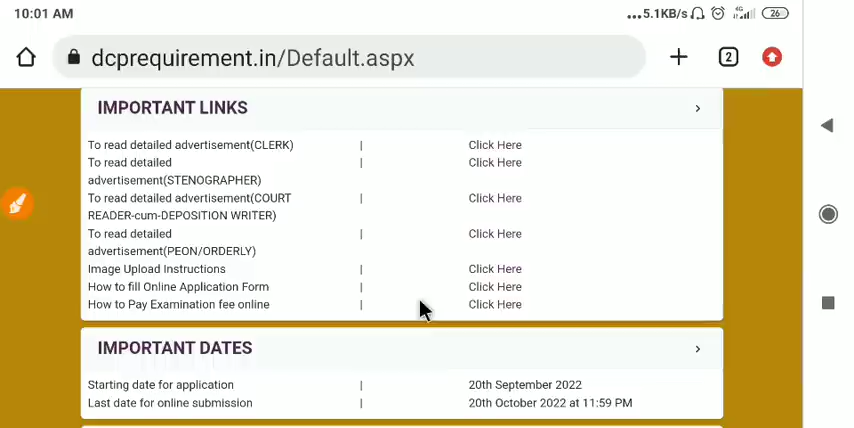 10:01 AM
...5.1KB/s 4G 26
dcprequirement.in/Default.aspx 2
IMPORTANT LINKS
To read detailed advertisement(CLERK) | Click Here
To read detailed | Click Here
advertisement(STENOGRAPHER)
To read detailed advertisement(COURT | Click Here
READER-cum-DEPOSITION WRITER)
To read detailed | Click Here
advertisement(PEON/ORDERLY)
Image Upload Instructions | Click Here
How to fill Online Application Form | Click Here
How to Pay Examination fee online | Click Here
IMPORTANT DATES
Starting date for application | 20th September 2022
Last date for online submission | 20th October 2022 at 11:59 PM